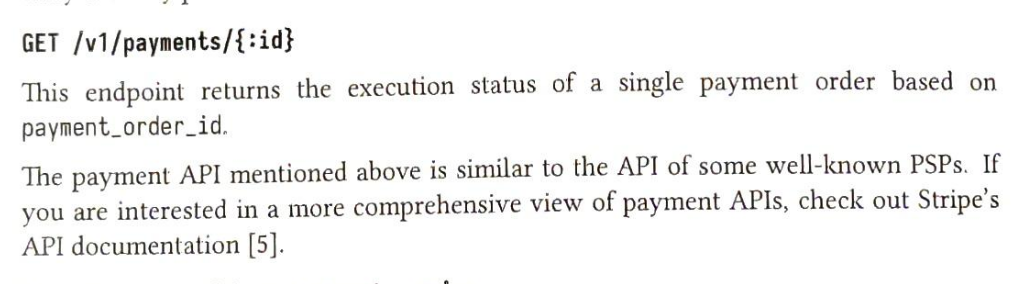 GET /v1/payments/{:id}
This endpoint returns the execution status of a single payment order based on
payment_order_id.
The payment API mentioned above is similar to the API of some well-known PSPs. If
you are interested in a more comprehensive view of payment APIs, check out Stripe's
API documentation [5].